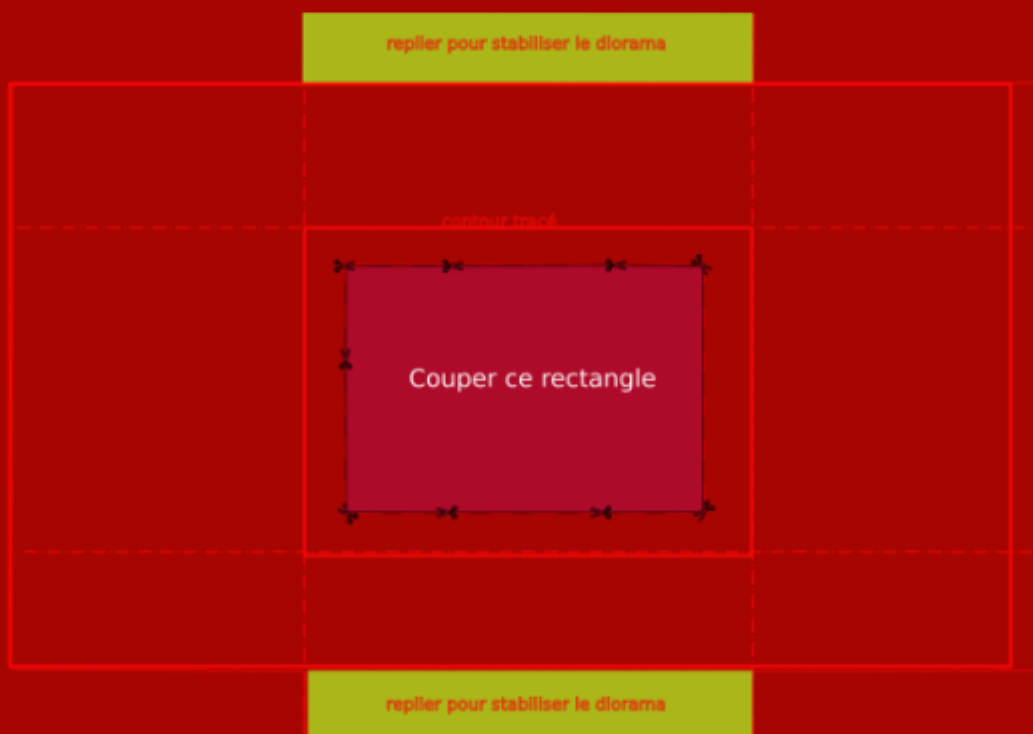 replier pour stabiliser le diorama
contour tracé
Couper ce rectangle
replier pour stabiliser le diorama